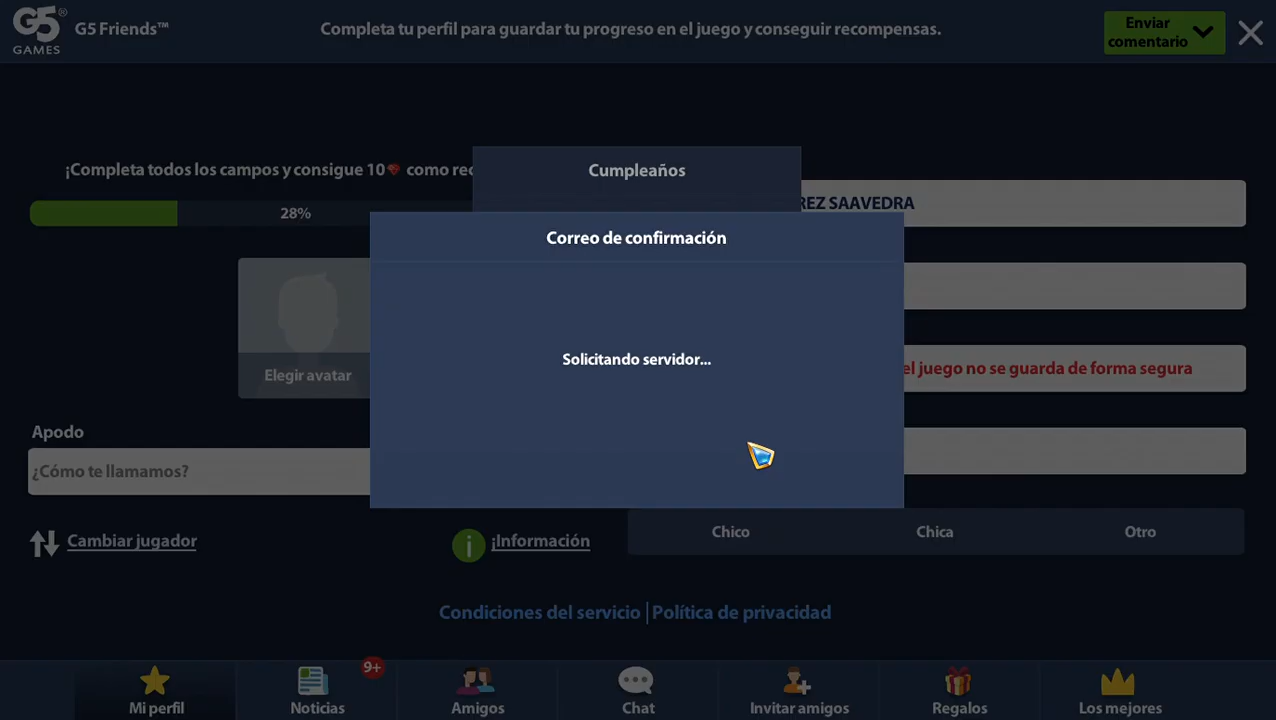 G5® GAMES
G5 Friends™
Completa tu perfil para guardar tu progreso en el juego y conseguir recompensas.
Enviar
comentario
¡Completa todos los campos y consigue 10 como rec
28%
Cumpleaños
REZ SAAVEDRA
Correo de confirmación
Solicitando servidor...
Elegir avatar
el juego no se guarda de forma segura
Apodo
¿Cómo te llamamos?
Cambiar jugador
¡Información
Chico
Chica
Otro
Condiciones del servicio | Política de privacidad
9+
Mi perfil
Noticias
Amigos
Chat
Invitar amigos
Regalos
Los mejores